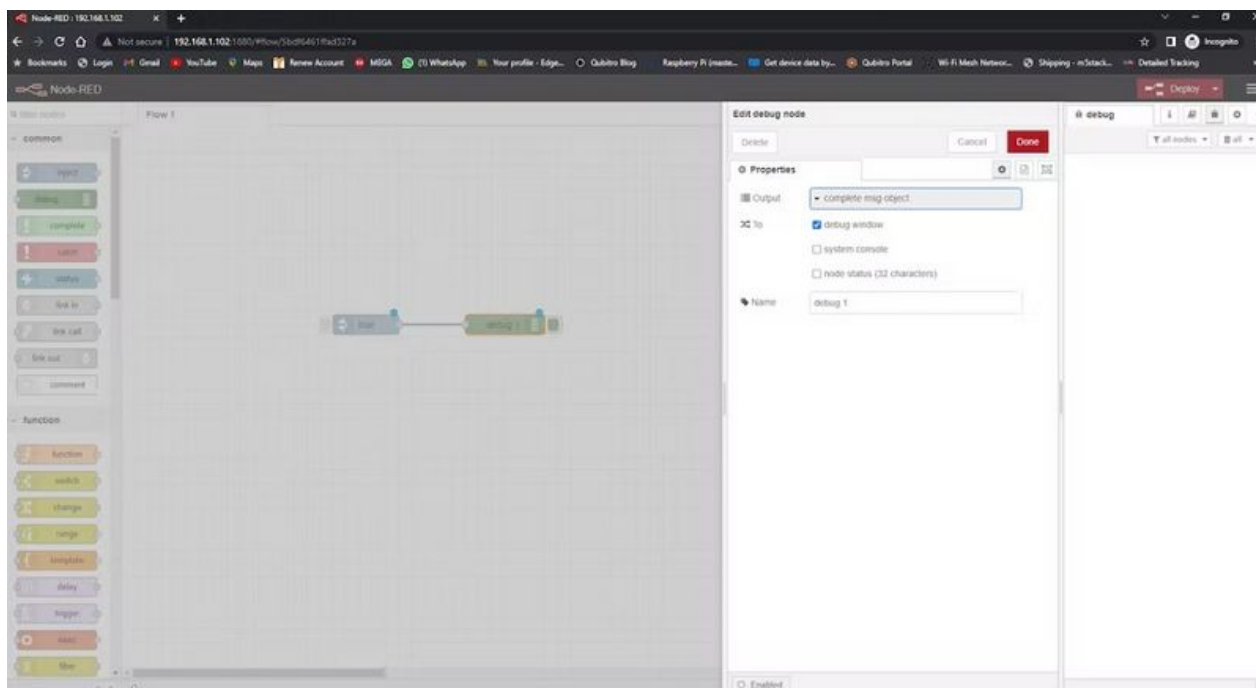 Node-RED : 192.168.1.102
Not secure 192.168.1.102:1880/#flow/5bdf6461ffad327a
Incognito
Bookmarks Login Gmail YouTube Maps Renew Account MEGA (1) WhatsApp Your profile - Edge... Qubitro Blog Raspberry Pi (maste... Get device data by... Qubitro Portal Wi-Fi Mesh Networ... Shipping - m5stack... Detailed Tracking
Node-RED
Deploy
filter nodes
Flow 1
Edit debug node
debug
common
Delete
Cancel
Done
all nodes
all
inject
Properties
debug
Output
complete msg object
complete
To
debug window
catch
system console
status
node status (32 characters)
link in
Name
debug 1
link call
debug 1
link out
comment
function
function
switch
change
range
template
delay
trigger
exec
filter
Enabled